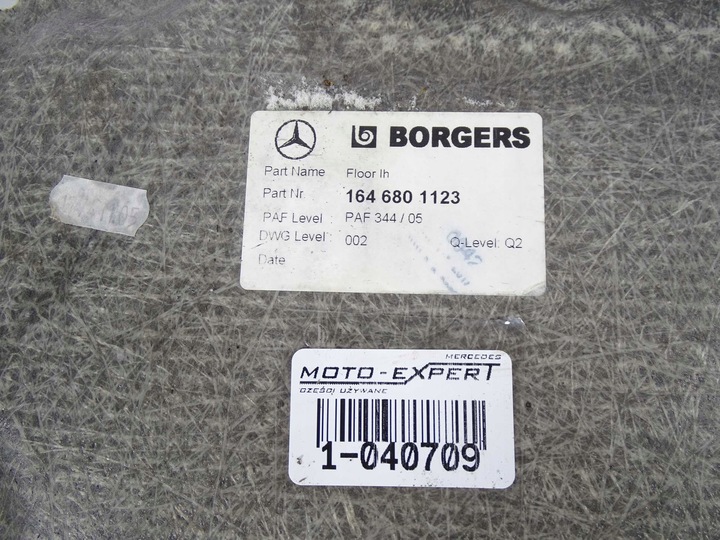 BORGERS
Part Name Floor lh
Part Nr. 164 680 1123
PAF Level : PAF 344 / 05
DWG Level : 002 Q-Level: Q2
Date :
MERCEDES
MOTO-EXPERT
CZĘŚCI UŻYWANE
1-040709